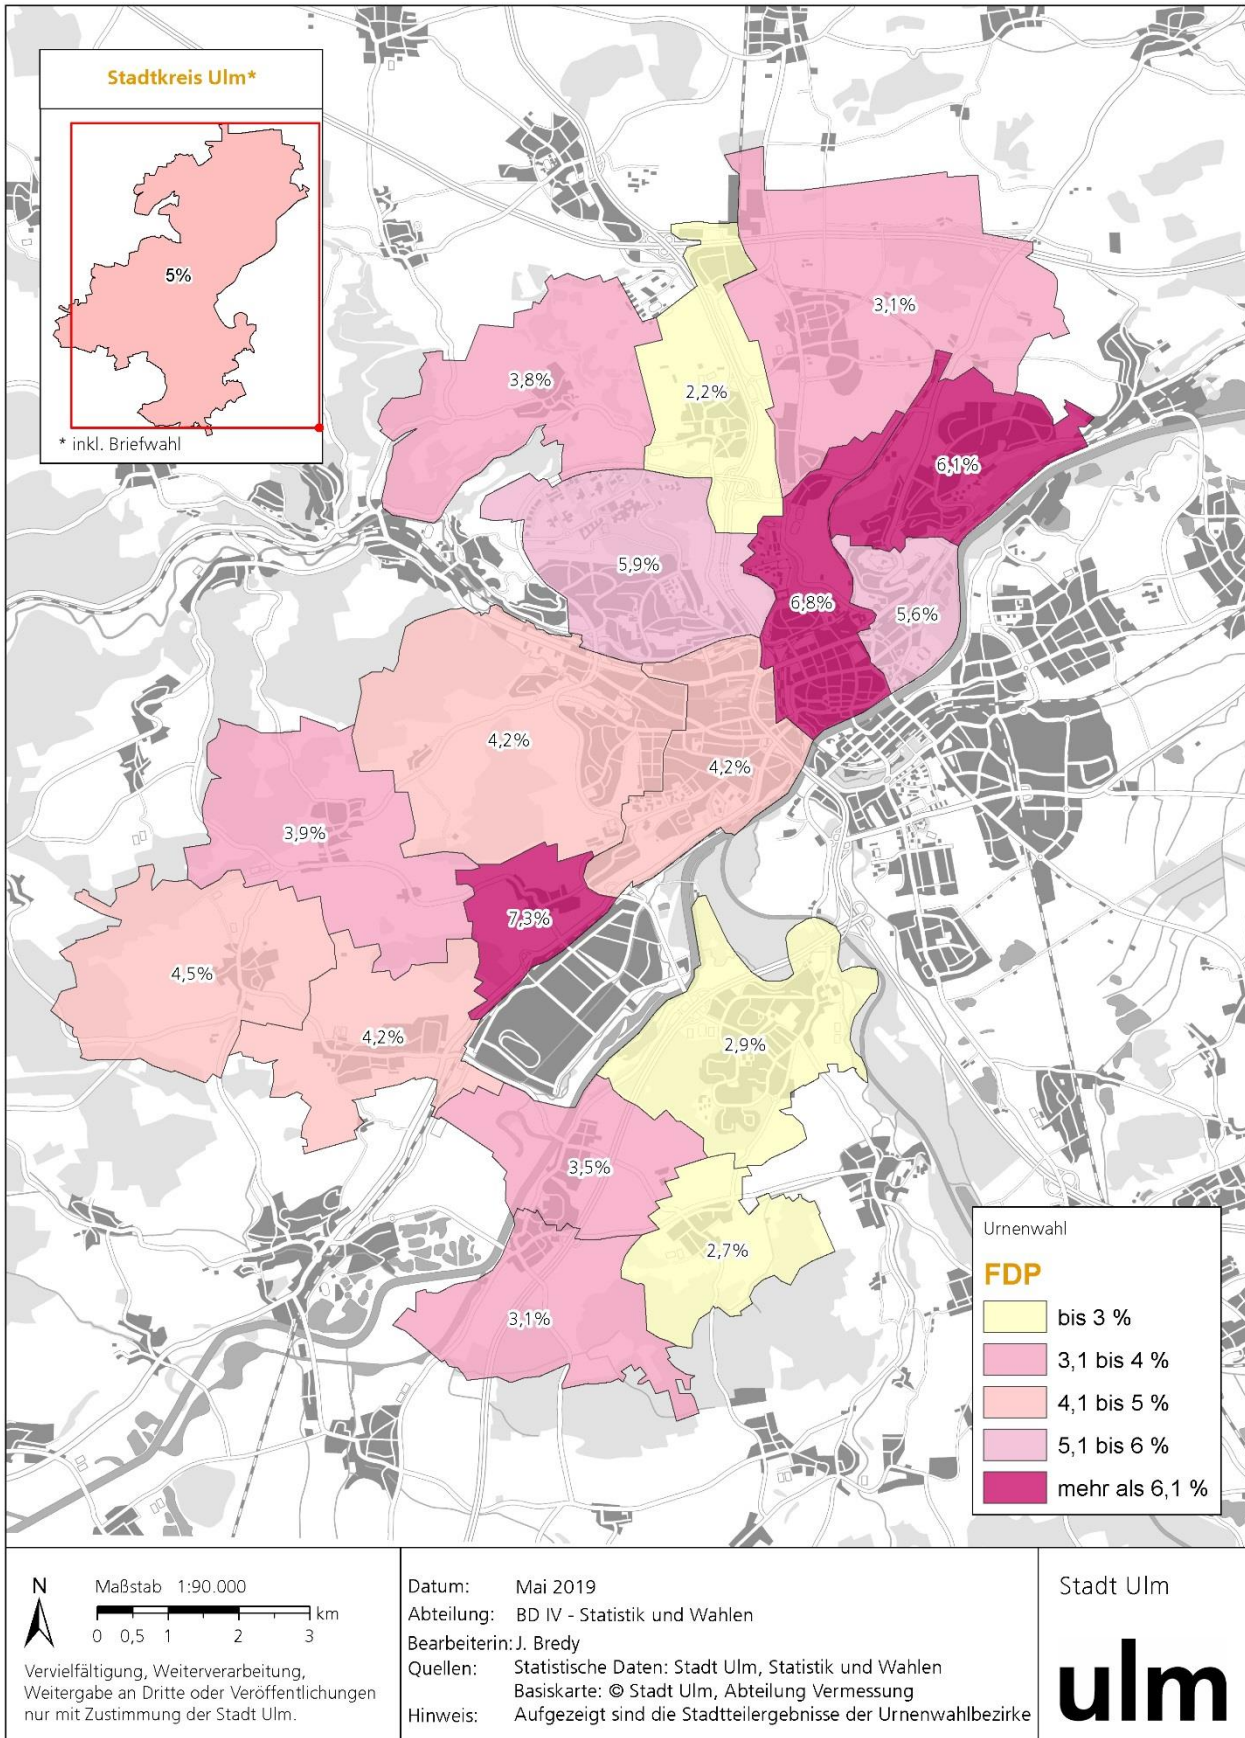 Stadtkreis Ulm*
5%
* inkl. Briefwahl
3,1%
3,8%
2,2%
6,1%
5,9%
6,8%
5,6%
4,2%
4,2%
3,9%
7,3%
4,5%
4,2%
2,9%
3,5%
2,7%
3,1%
Urnenwahl
FDP
bis 3 %
3,1 bis 4 %
4,1 bis 5 %
5,1 bis 6 %
mehr als 6,1 %
N
Maßstab 1:90.000
km
0 0,5 1 2 3
Vervielfältigung, Weiterverarbeitung,
Weitergabe an Dritte oder Veröffentlichungen
nur mit Zustimmung der Stadt Ulm.
Datum: Mai 2019
Abteilung: BD IV - Statistik und Wahlen
Bearbeiterin: J. Bredy
Quellen: Statistische Daten: Stadt Ulm, Statistik und Wahlen
Basiskarte: © Stadt Ulm, Abteilung Vermessung
Hinweis: Aufgezeigt sind die Stadtteilergebnisse der Urnenwahlbezirke
Stadt Ulm
ulm